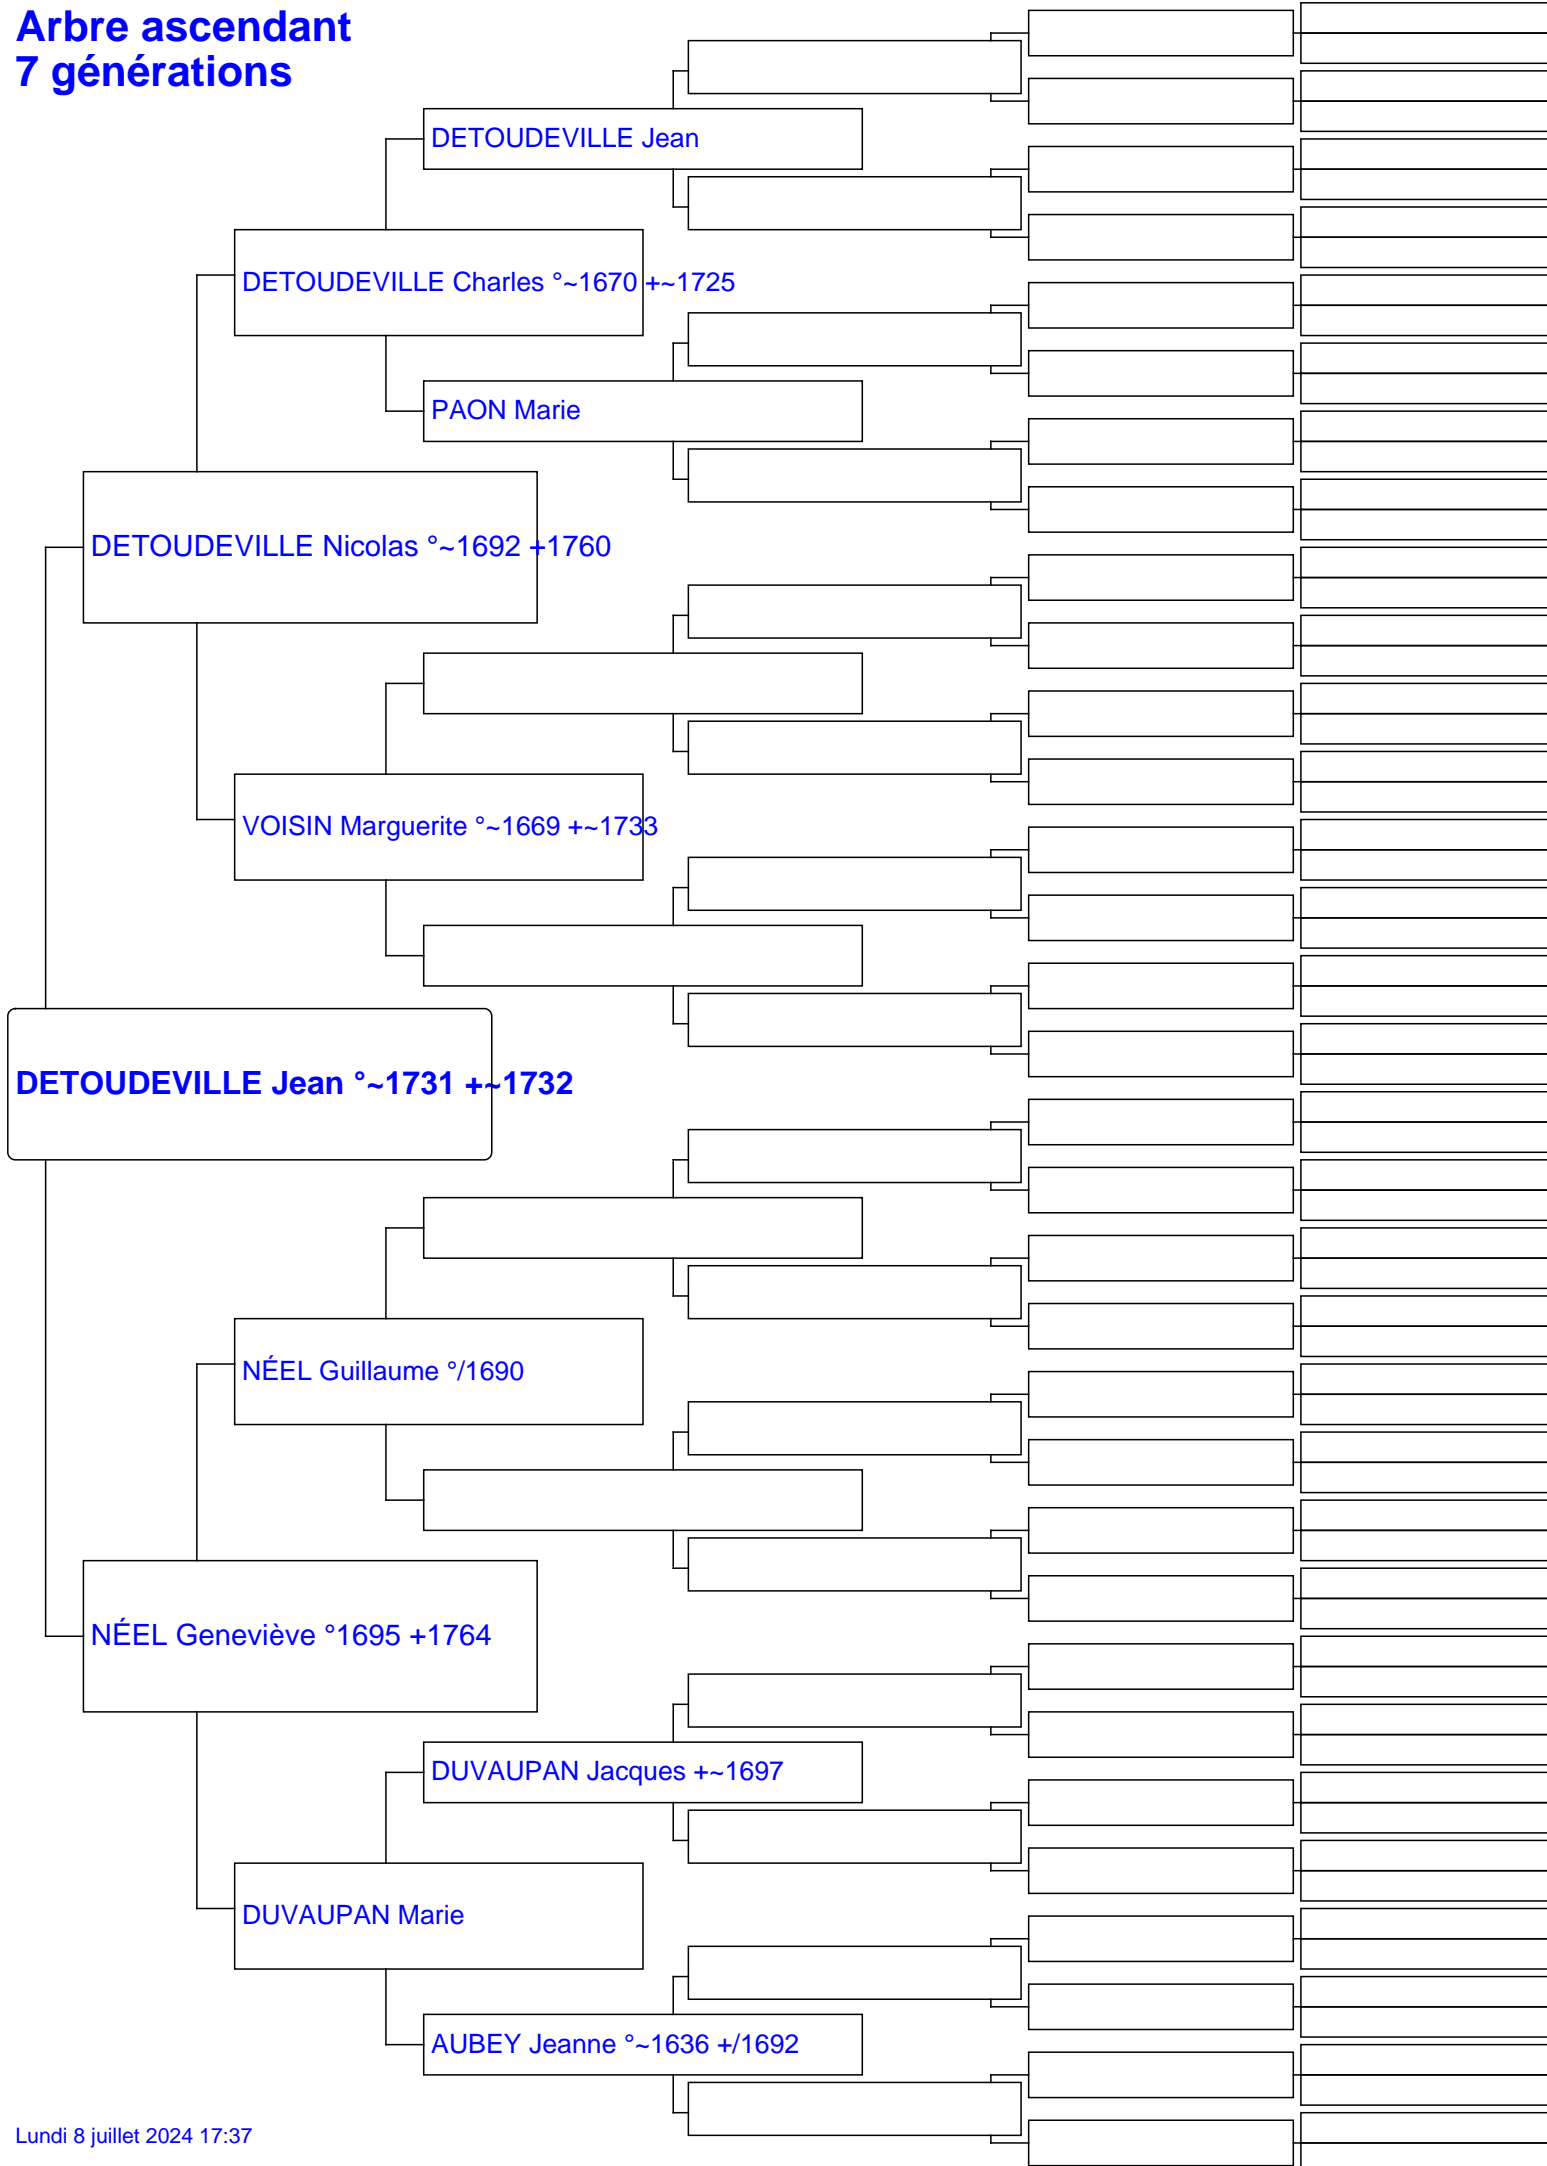 Arbre ascendant
7 générations
DETOUDEVILLE Jean
DETOUDEVILLE Charles °~1670 +~1725
PAON Marie
DETOUDEVILLE Nicolas °~1692 +1760
VOISIN Marguerite °~1669 +~1733
DETOUDEVILLE Jean °~1731 +~1732
NÉEL Guillaume °/1690
NÉEL Geneviève °1695 +1764
DUVAUPAN Jacques +~1697
DUVAUPAN Marie
AUBEY Jeanne °~1636 +/1692
Lundi 8 juillet 2024 17:37